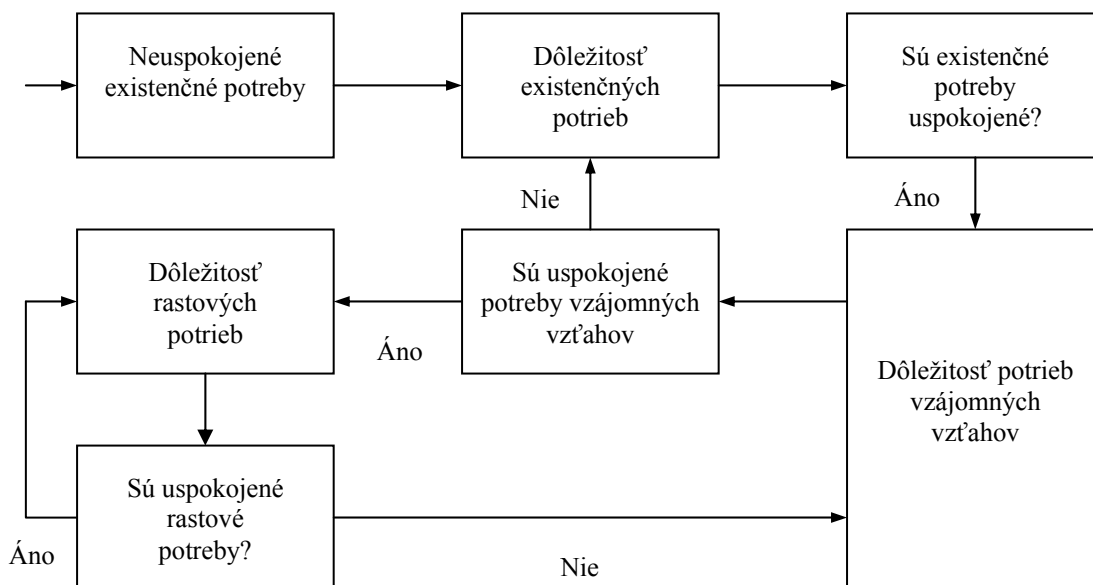 Neuspokojené
existenčné potreby
Dôležitosť
existenčných
potrieb
Sú existenčné
potreby
uspokojené?
Nie
Áno
Dôležitosť
rastových
potrieb
Sú uspokojené
potreby vzájomných
vzťahov
Áno
Dôležitosť potrieb
vzájomných
vzťahov
Sú uspokojené
rastové
potreby?
Áno
Nie